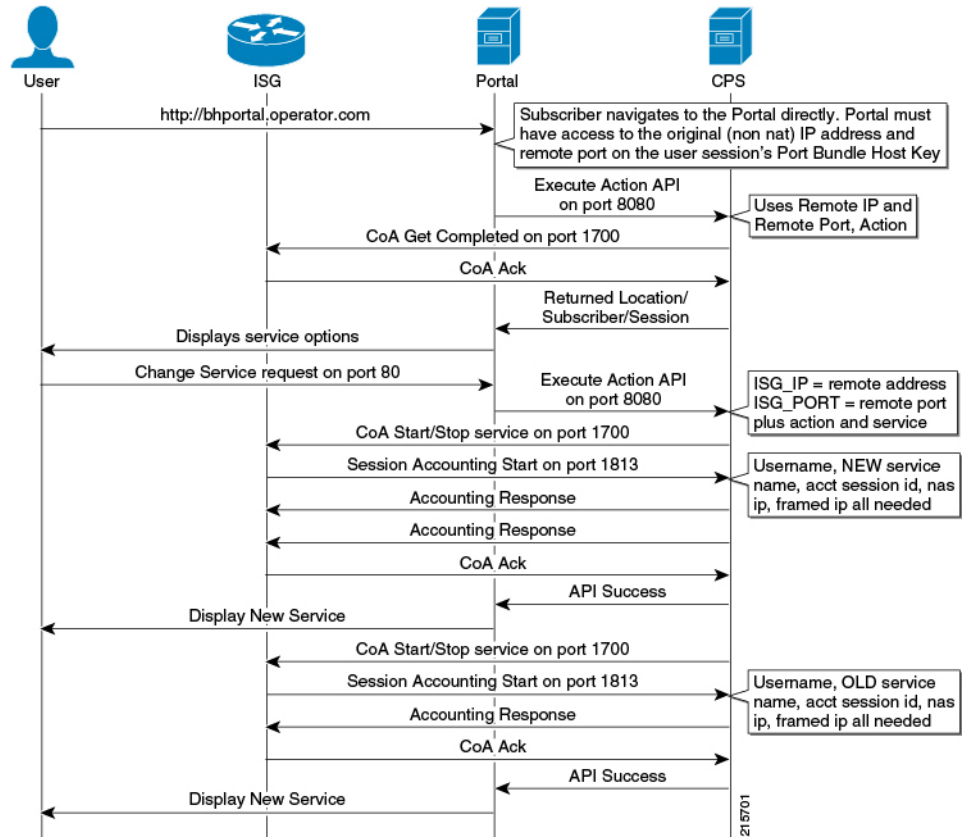 User
ISG
Portal
CPS
http://bhportal.operator.com
Subscriber navigates to the Portal directly. Portal must
have access to the original (non nat) IP address and
remote port on the user session's Port Bundle Host Key
Execute Action API
on port 8080
Uses Remote IP and
Remote Port, Action
CoA Get Completed on port 1700
CoA Ack
Returned Location/
Subscriber/Session
Displays service options
Change Service request on port 80
Execute Action API
on port 8080
ISG_IP = remote address
ISG_PORT = remote port
plus action and service
CoA Start/Stop service on port 1700
Session Accounting Start on port 1813
Username, NEW service
name, acct session id, nas
ip, framed ip all needed
Accounting Response
Accounting Response
CoA Ack
API Success
Display New Service
CoA Start/Stop service on port 1700
Session Accounting Start on port 1813
Username, OLD service
name, acct session id, nas
ip, framed ip all needed
Accounting Response
CoA Ack
API Success
Display New Service
215701